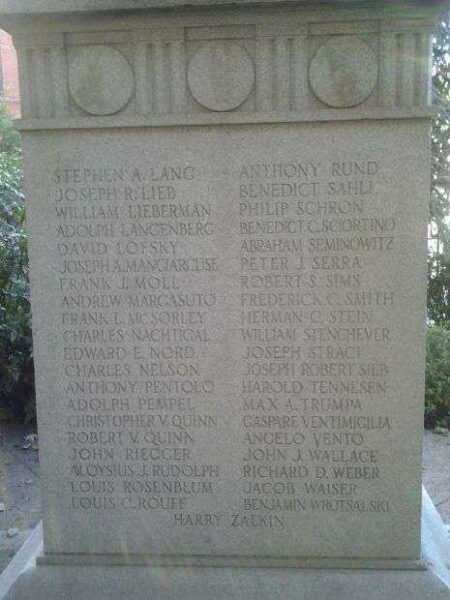 STEPHEN A. LANG
JOSEPH R. LIEB
WILLIAM LIEBERMAN
ADOLPH LANGENBERG
DAVID LOFSKY
JOSEPH A. MANGIARCUSE
FRANK J. MOLL
ANDREW MARGASUTO
FRANK L. MCSORLEY
CHARLES NACHTIGAL
EDWARD E. NORD
CHARLES NELSON
ANTHONY PENTOLO
ADOLPH PEMPEL
CHRISTOPHER V. QUINN
ROBERT V. QUINN
JOHN RIEGGER
ALOYSIUS J. RUDOLPH
LOUIS ROSENBLUM
LOUIS C. ROUFF
ANTHONY RUND
BENEDICT SAHLI
PHILIP SCHRON
BENEDICT C. SCIORTINO
ABRAHAM SEMINOWITZ
PETER J. SERRA
ROBERT S. SIMS
FREDERICK C. SMITH
HERMAN C. STEIN
WILLIAM STENCHEVER
JOSEPH STRACI
JOSEPH ROBERT SIEB
HAROLD TENNESEN
MAX A. TRUMPA
GASPARE VENTIMIGLIA
ANGELO VENTO
JOHN J. WALLACE
RICHARD D. WEBER
JACOB WAISER
BENJAMIN WROTSALSKI
HARRY ZALKIN